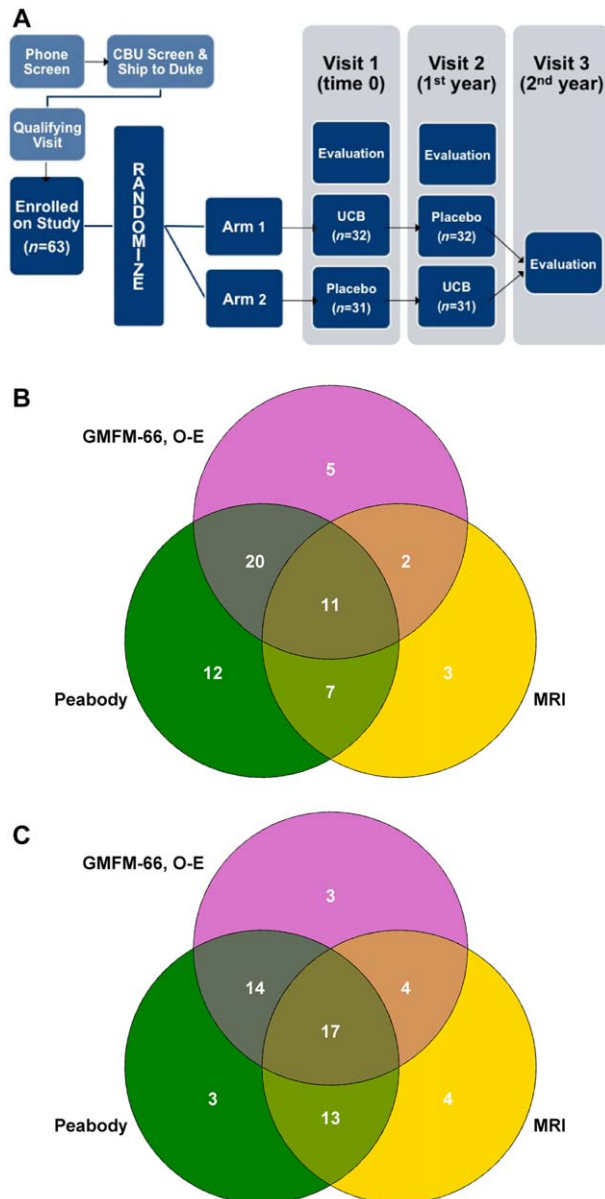 A
Phone
Screen
CBU Screen &
Ship to Duke
Qualifying
Visit
Enrolled
on Study
(n=63)
RANDOMIZE
Arm 1
Arm 2
Visit 1
(time 0)
Evaluation
UCB
(n=32)
Placebo
(n=31)
Visit 2
(1st year)
Evaluation
Placebo
(n=32)
UCB
(n=31)
Visit 3
(2nd year)
Evaluation
B
GMFM-66, O-E
5
20
2
11
12
7
3
Peabody
MRI
C
GMFM-66, O-E
3
14
4
17
3
13
4
Peabody
MRI